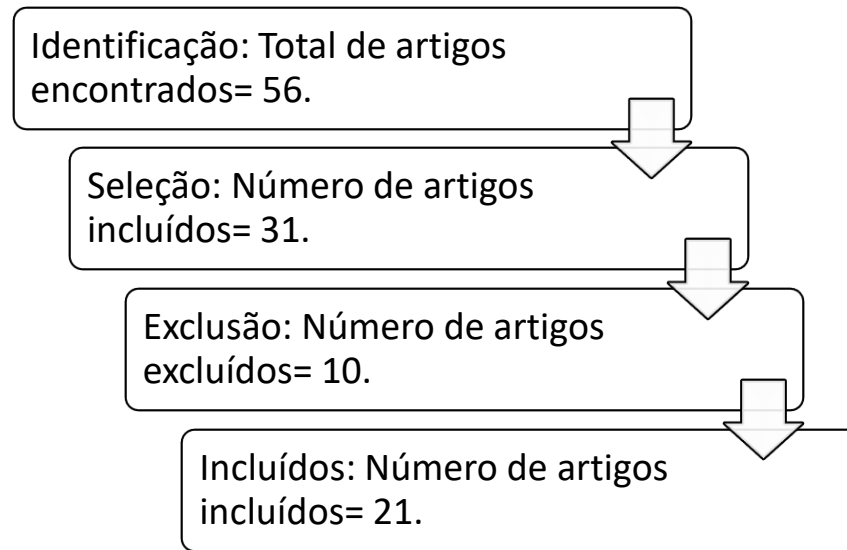 Identificação: Total de artigos
encontrados= 56.
Seleção: Número de artigos
incluídos= 31.
Exclusão: Número de artigos
excluídos= 10.
Incluídos: Número de artigos
incluídos= 21.